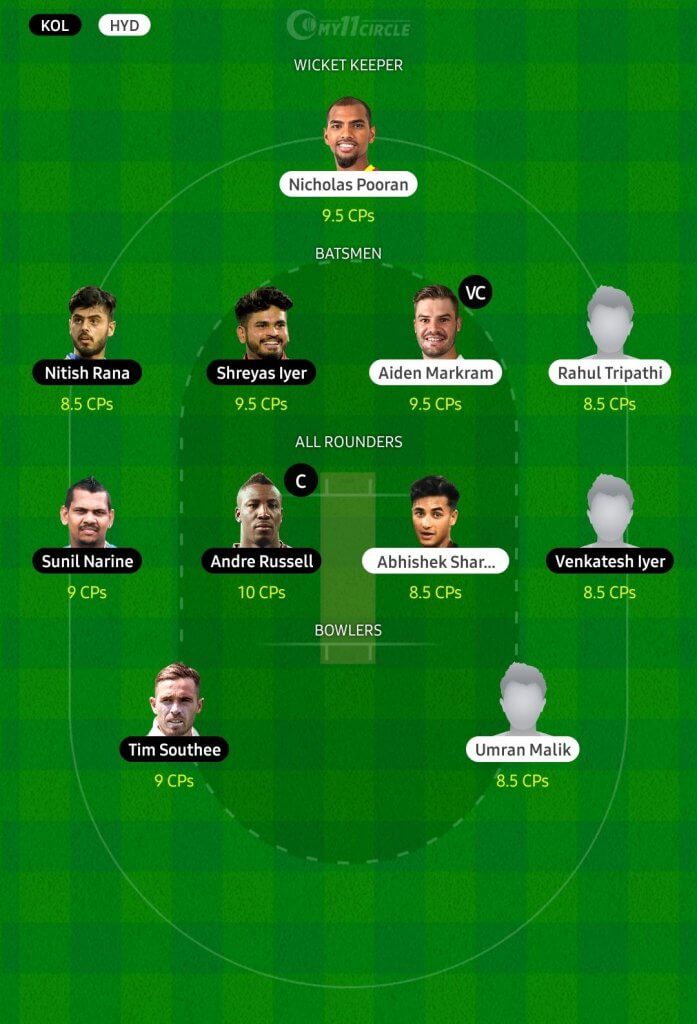 KOL
HYD
MY11CIRCLE
WICKET KEEPER
Nicholas Pooran
9.5 CPs
BATSMEN
VC
Nitish Rana
Shreyas Iyer
Aiden Markram
Rahul Tripathi
8.5 CPs
9.5 CPs
9.5 CPs
8.5 CPs
ALL ROUNDERS
C
Sunil Narine
Andre Russell
Abhishek Shar...
Venkatesh Iyer
9 CPs
10 CPs
8.5 CPs
8.5 CPs
BOWLERS
Tim Southee
Umran Malik
9 CPs
8.5 CPs